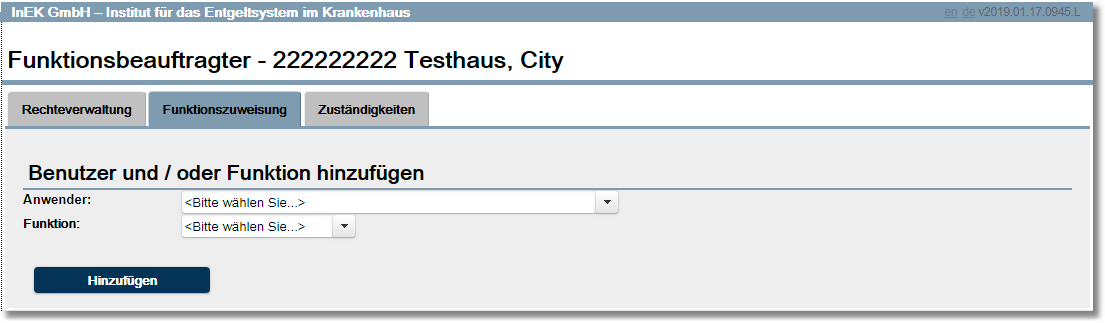 InEK GmbH – Institut für das Entgeltsystem im Krankenhaus en de v2019.01.17.0945.L
Funktionsbeauftragter - 222222222 Testhaus, City
Rechteverwaltung Funktionszuweisung Zuständigkeiten
Benutzer und / oder Funktion hinzufügen
Anwender: <Bitte wählen Sie...>
Funktion: <Bitte wählen Sie...>
Hinzufügen